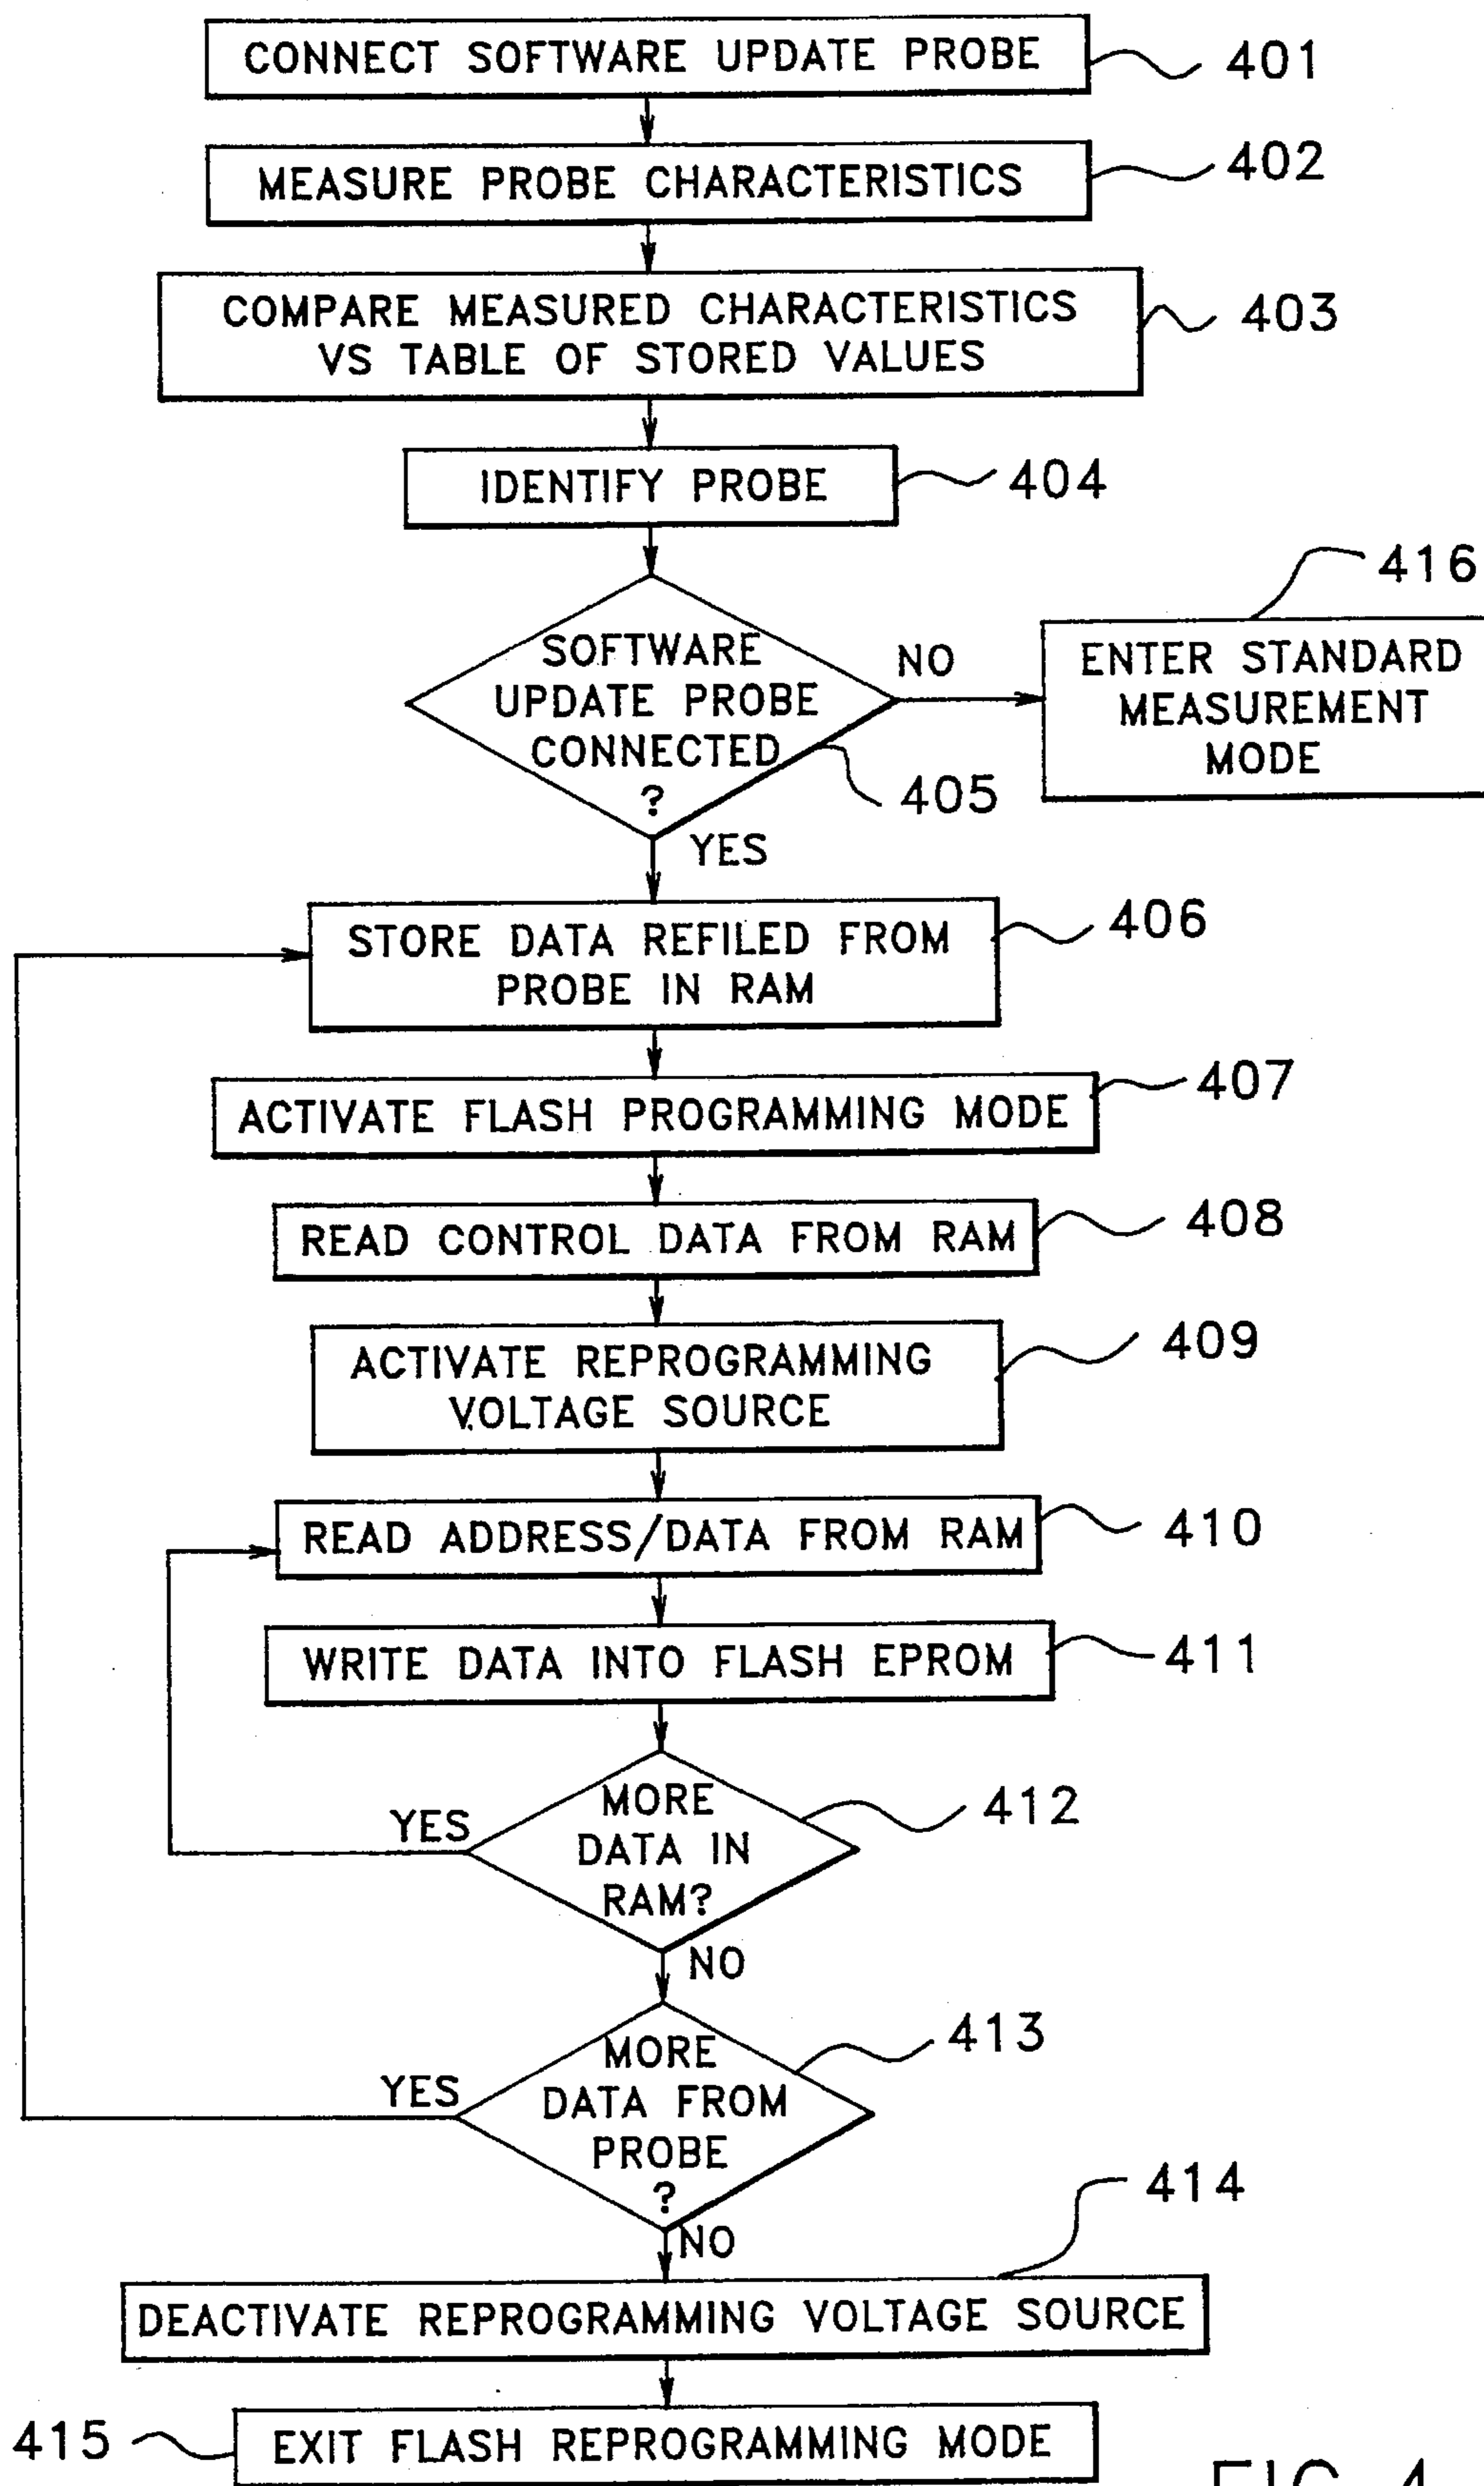 CONNECT SOFTWARE UPDATE PROBE
401
MEASURE PROBE CHARACTERISTICS
402
COMPARE MEASURED CHARACTERISTICS
VS TABLE OF STORED VALUES
403
IDENTIFY PROBE
404
SOFTWARE
UPDATE PROBE
CONNECTED
?
405
NO
416
ENTER STANDARD
MEASUREMENT
MODE
YES
STORE DATA REFILED FROM
PROBE IN RAM
406
ACTIVATE FLASH PROGRAMMING MODE
407
READ CONTROL DATA FROM RAM
408
ACTIVATE REPROGRAMMING
VOLTAGE SOURCE
409
READ ADDRESS/DATA FROM RAM
410
WRITE DATA INTO FLASH EPROM
411
MORE
DATA IN
RAM?
412
YES
NO
MORE
DATA FROM
PROBE
?
413
YES
NO
414
DEACTIVATE REPROGRAMMING VOLTAGE SOURCE
415
EXIT FLASH REPROGRAMMING MODE
FIG 4